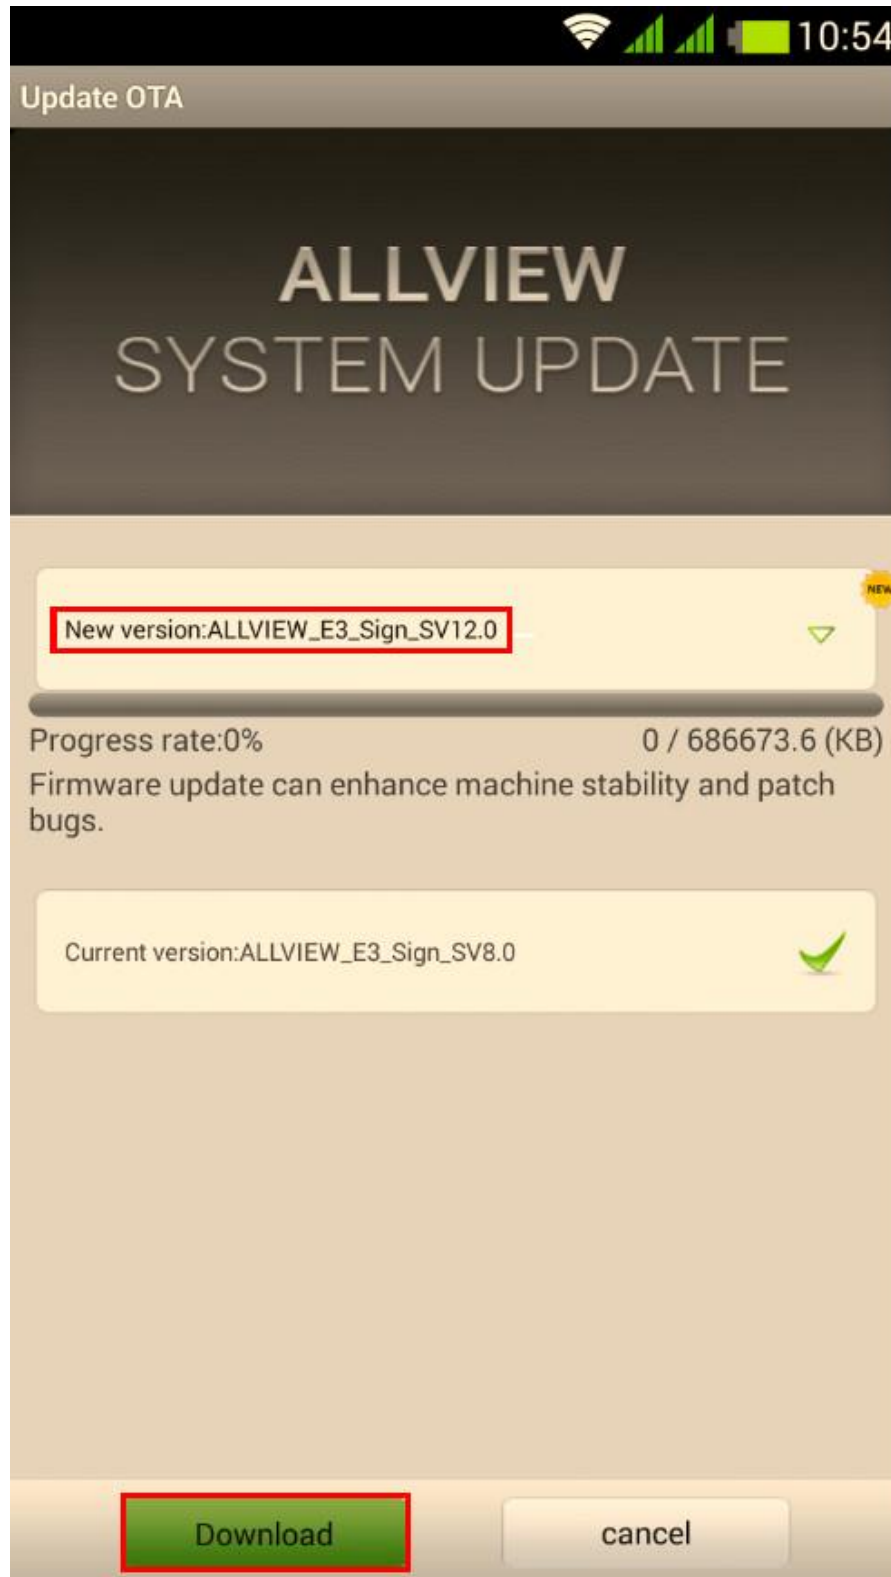 10:54
Update OTA
ALLVIEW
SYSTEM UPDATE
NEW
New version:ALLVIEW_E3_Sign_SV12.0
Progress rate:0% 0 / 686673.6 (KB)
Firmware update can enhance machine stability and patch
bugs.
Current version:ALLVIEW_E3_Sign_SV8.0
Download cancel